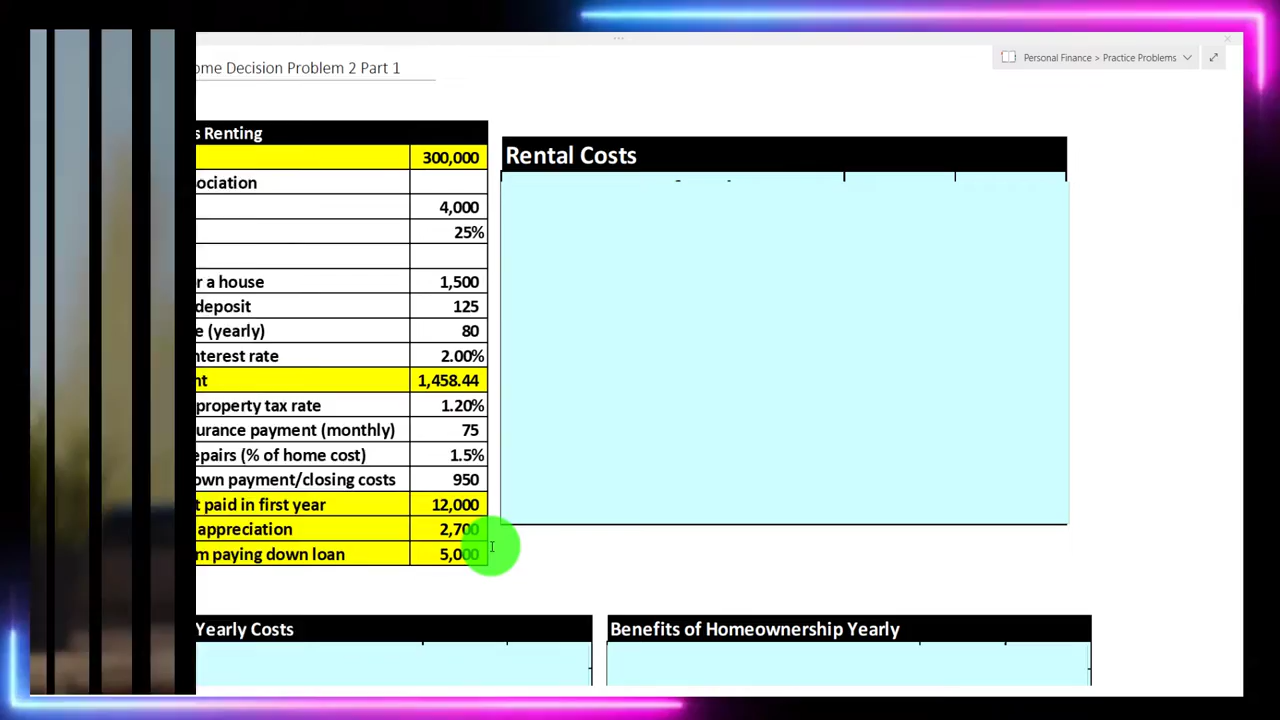 ome Decision Problem 2 Part 1
Personal Finance > Practice Problems
s Renting
300,000
sociation
4,000
25%
r a house 1,500
deposit 125
e (yearly) 80
nterest rate 2.00%
nt 1,458.44
property tax rate 1.20%
urance payment (monthly) 75
epairs (% of home cost) 1.5%
own payment/closing costs 950
t paid in first year 12,000
appreciation 2,700
m paying down loan 5,000
Rental Costs
Yearly Costs
Benefits of Homeownership Yearly